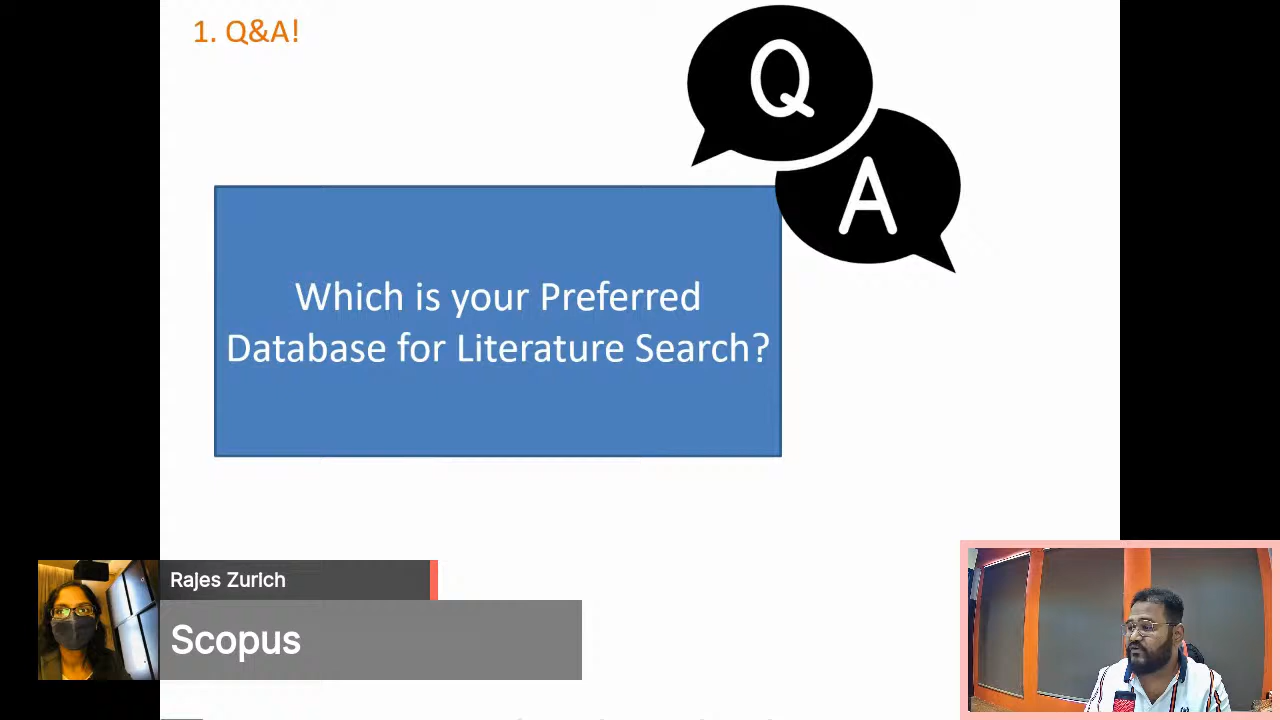 1. Q&A!
Q
A
Which is your Preferred
Database for Literature Search?
Rajes Zurich
Scopus